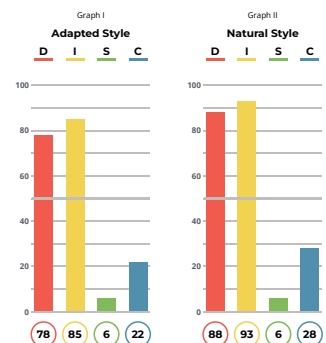 Graph I
Adapted Style
D I S C
100
80
60
40
20
0
78 85 6 22
Graph II
Natural Style
D I S C
100
80
60
40
20
0
88 93 6 28